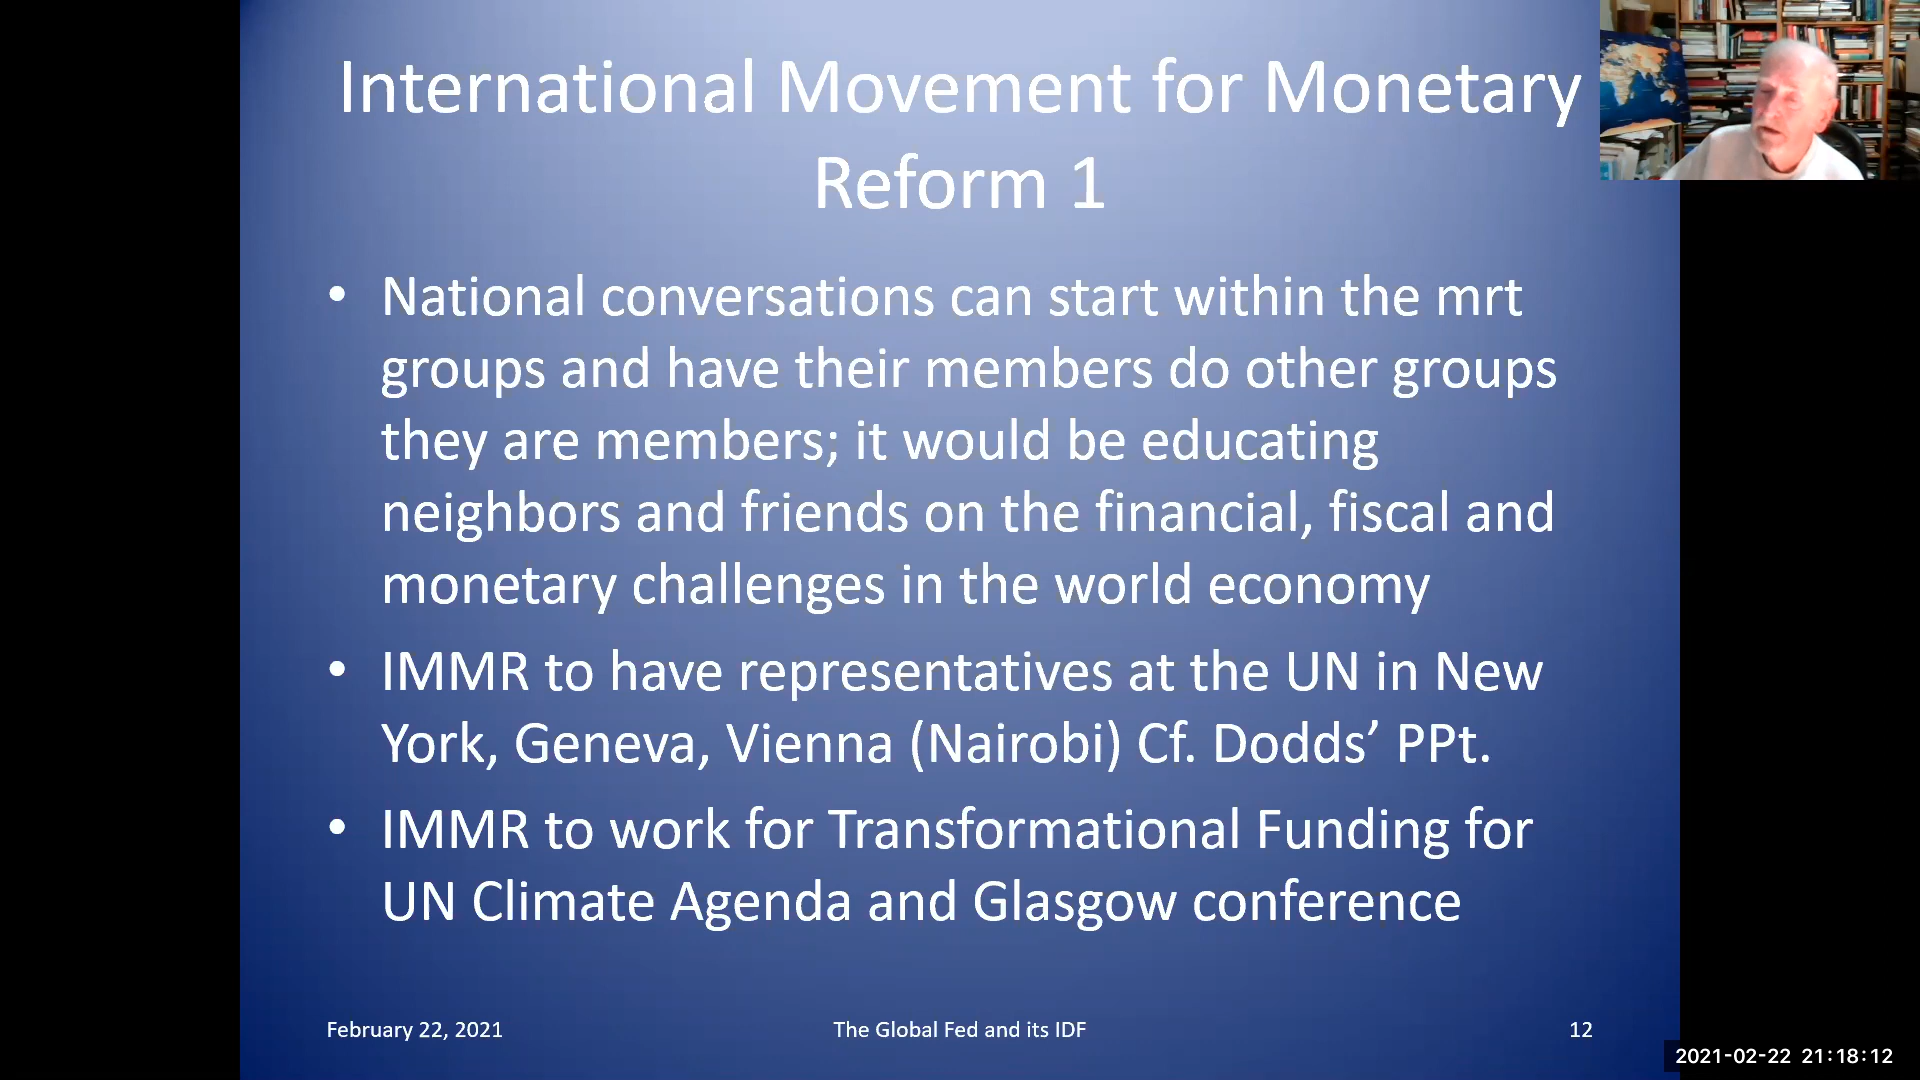 International Movement for Monetary
Reform 1
• National conversations can start within the mrt
groups and have their members do other groups
they are members; it would be educating
neighbors and friends on the financial, fiscal and
monetary challenges in the world economy
• IMMR to have representatives at the UN in New
York, Geneva, Vienna (Nairobi) Cf. Dodds’ PPt.
• IMMR to work for Transformational Funding for
UN Climate Agenda and Glasgow conference
February 22, 2021
The Global Fed and its IDF
12
2021-02-22 21:18:12